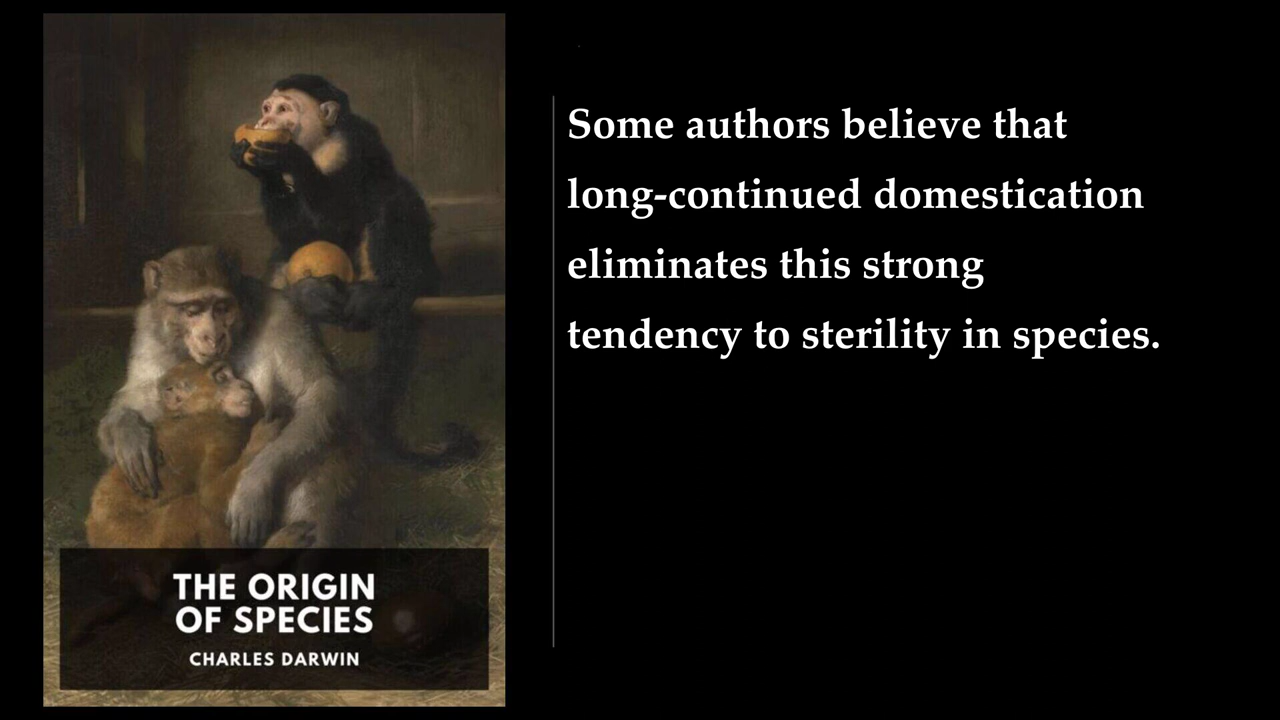 Some authors believe that
long-continued domestication
eliminates this strong
tendency to sterility in species.
THE ORIGIN
OF SPECIES
CHARLES DARWIN